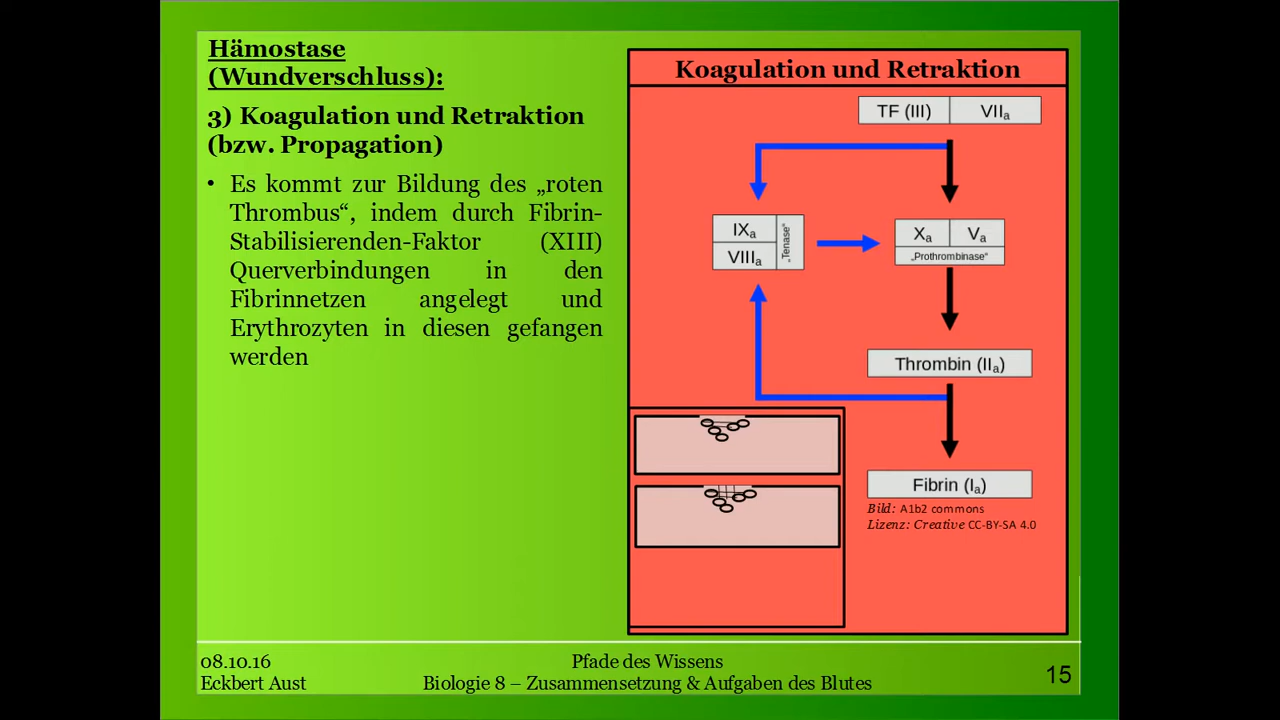 Hämostase
(Wundverschluss):
3) Koagulation und Retraktion
(bzw. Propagation)
• Es kommt zur Bildung des „roten
Thrombus“, indem durch Fibrin-
Stabilisierenden-Faktor (XIII)
Querverbindungen in den
Fibrinnetzen angelegt und
Erythrozyten in diesen gefangen
werden
Koagulation und Retraktion
TF (III) VIIa
IXa
VIIIa
„Tenase“
Xa Va
„Prothrombinase“
Thrombin (IIa)
Fibrin (Ia)
Bild: A1b2 commons
Lizenz: Creative CC-BY-SA 4.0
08.10.16
Eckbert Aust
Pfade des Wissens
Biologie 8 – Zusammensetzung & Aufgaben des Blutes
15